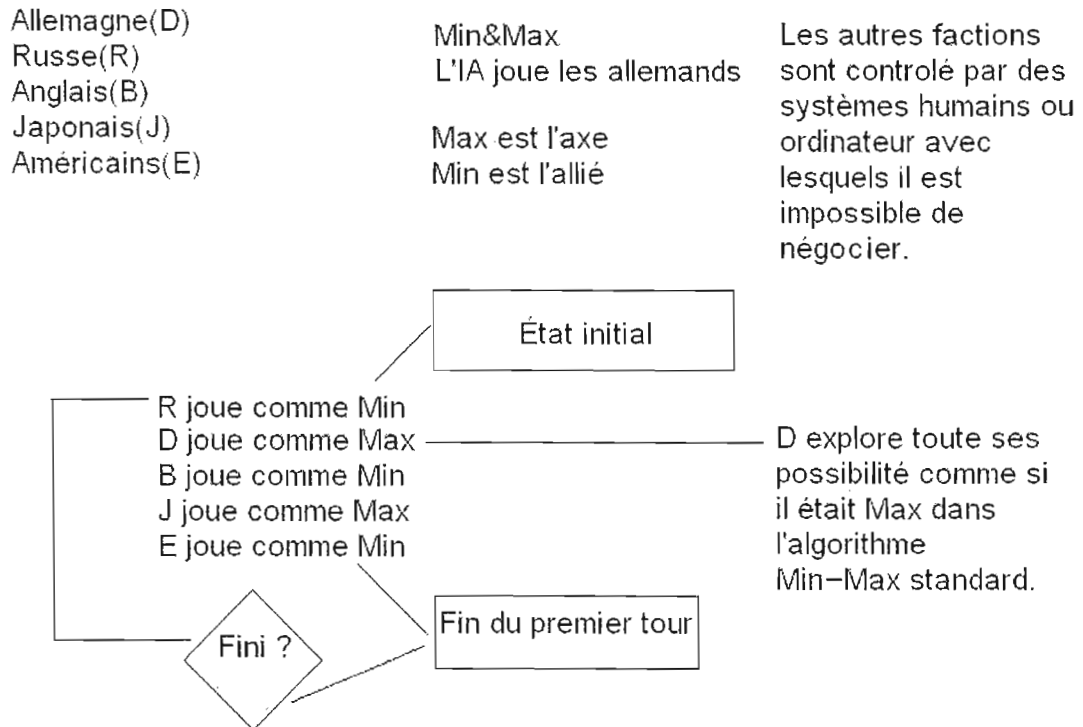 Allemagne(D)
Russe(R)
Anglais(B)
Japonais(J)
Américains(E)
Min&Max
L'IA joue les allemands
Max est l'axe
Min est l'allié
Les autres factions
sont controlé par des
systèmes humains ou
ordinateur avec
lesquels il est
impossible de
négocier.
État initial
R joue comme Min
D joue comme Max
B joue comme Min
J joue comme Max
E joue comme Min
D explore toute ses
possibilité comme si
il était Max dans
l'algorithme
Min-Max standard.
Fini ?
Fin du premier tour